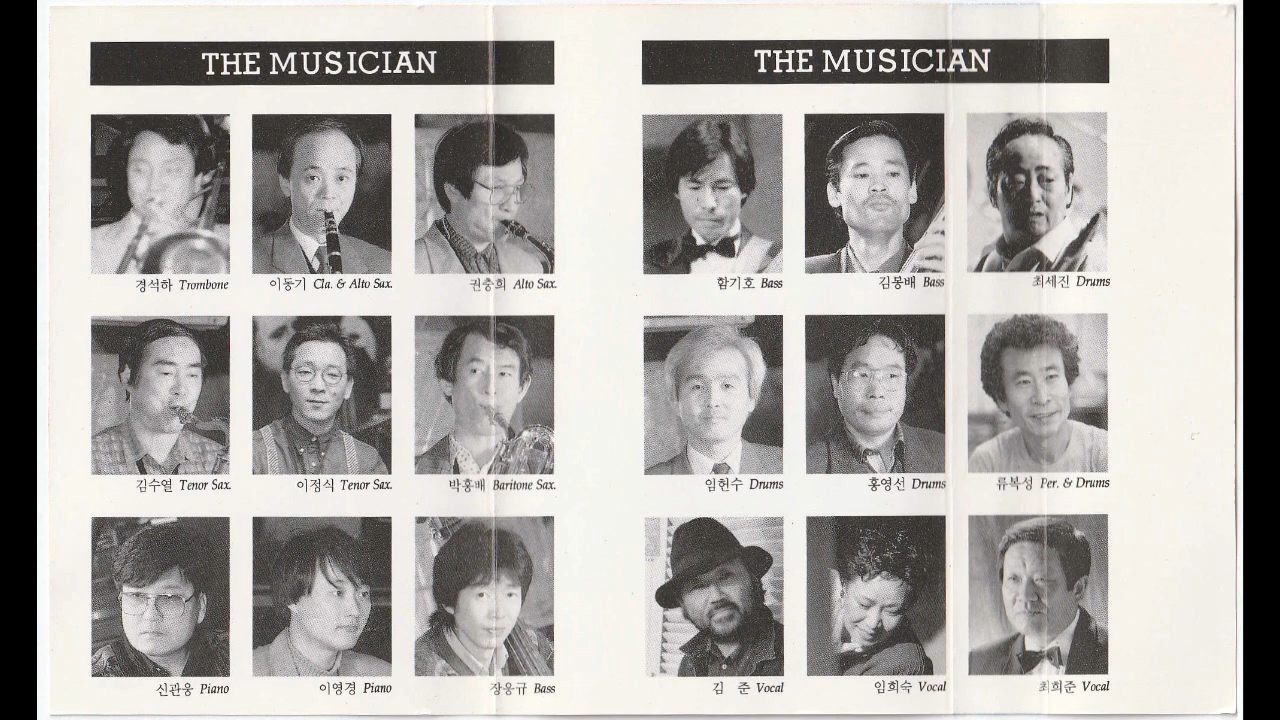 THE MUSICIAN
경석하 Trombone
이동기 Cla. & Alto Sax.
권충희 Alto Sax.
김수열 Tenor Sax.
이정식 Tenor Sax.
박홍배 Baritone Sax.
신관웅 Piano
이영경 Piano
장응규 Bass
THE MUSICIAN
함기호 Bass
김봉배 Bass
최세진 Drums
임헌수 Drums
홍영선 Drums
류복성 Per. & Drums
김 준 Vocal
임희숙 Vocal
최희준 Vocal